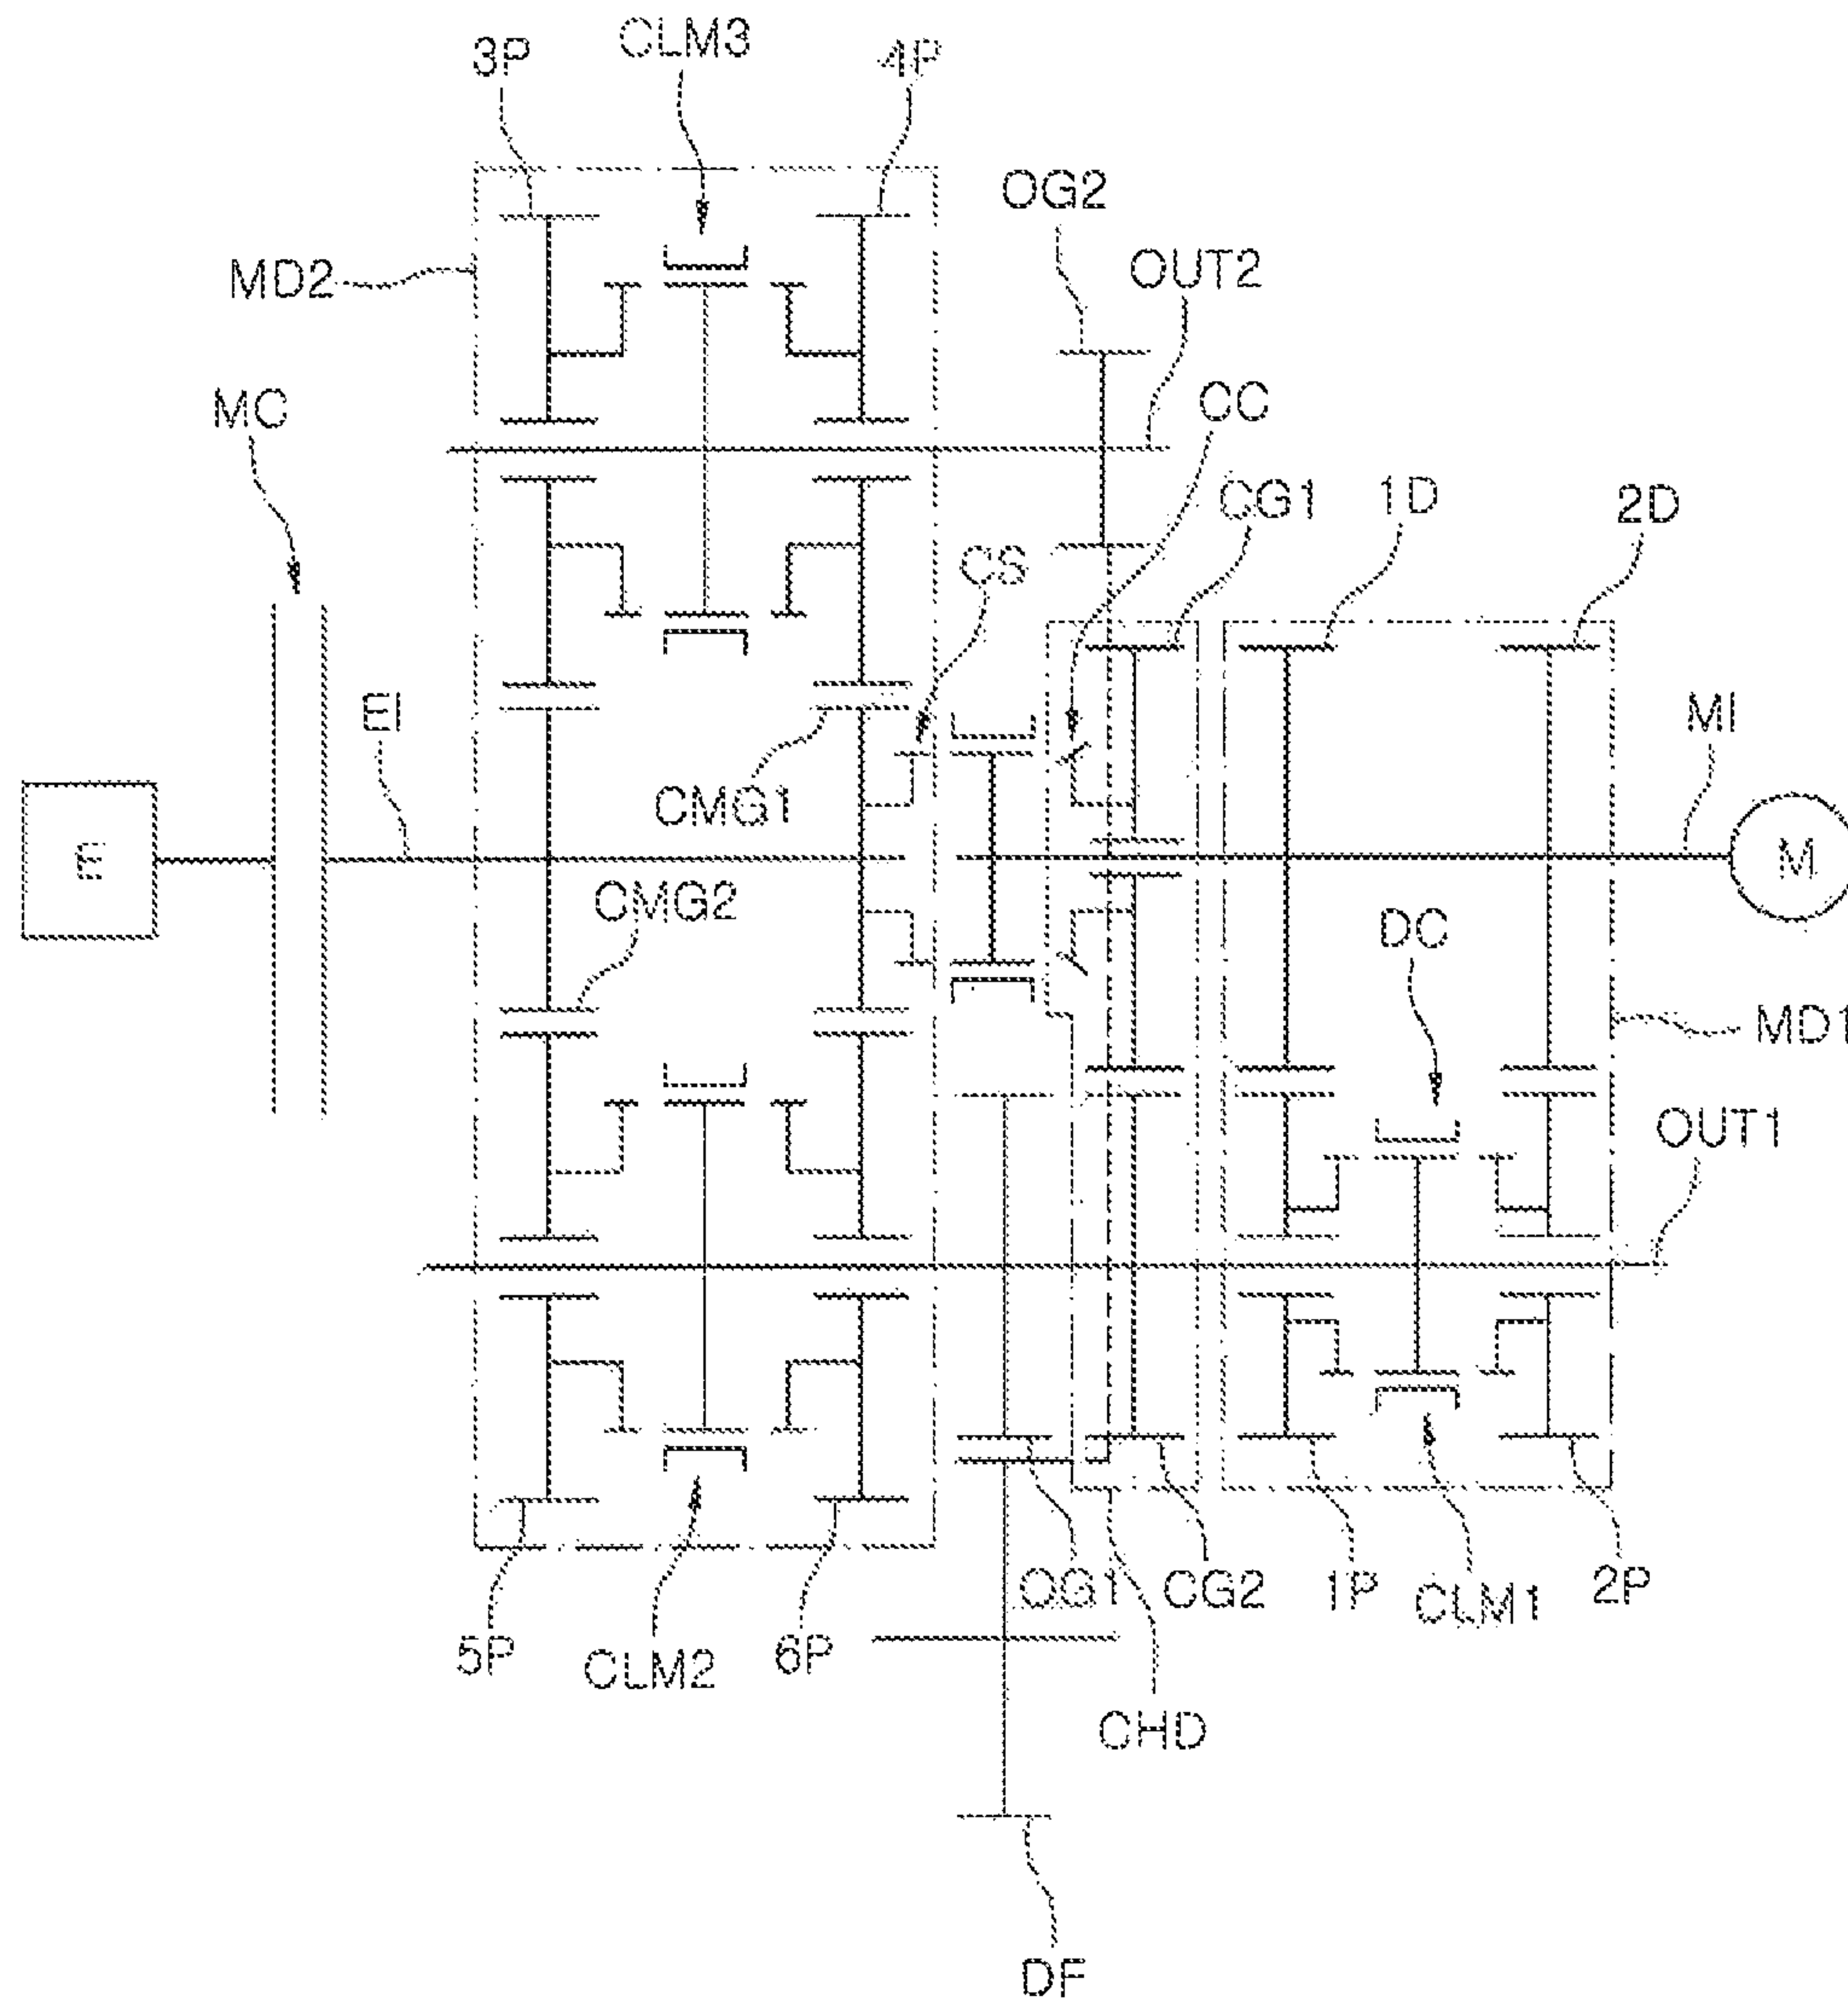 CLM3
3P
4P
OG2
MD2
OUT2
MC
CC
CG1
1D
2D
CS
EI
MI
CMG1
E
M
CMG2
DC
MD1
OUT1
OG1
CG2
1P
CLM1
2P
5P
CLM2
6P
CHD
DF